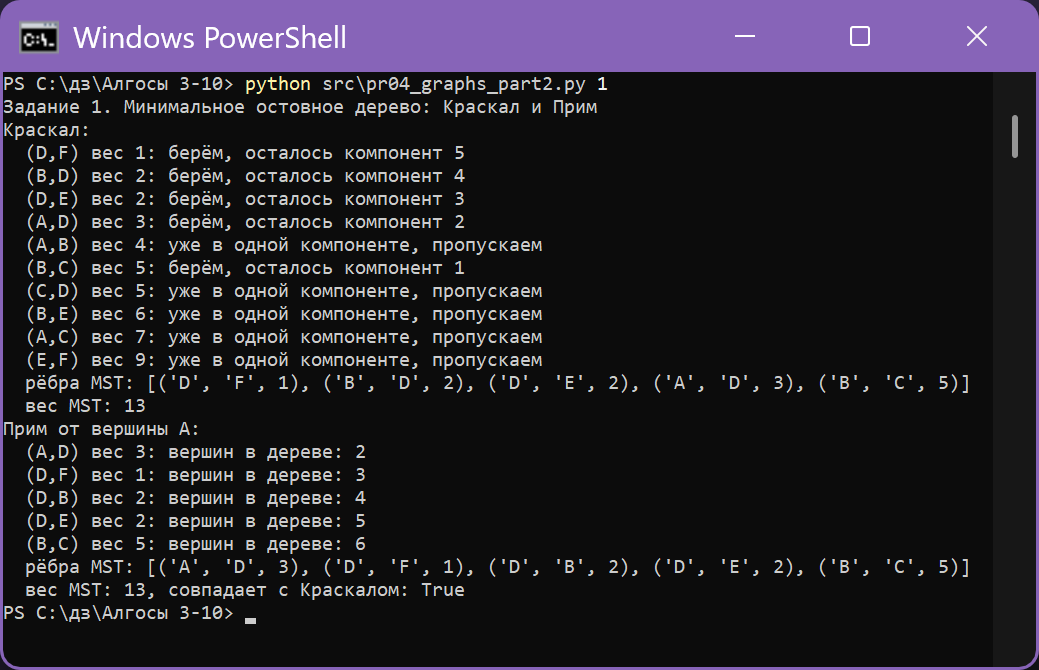 Windows PowerShell
PS C:\дз\Алгосы 3-10> python src\pr04_graphs_part2.py 1
Задание 1. Минимальное остовное дерево: Краскал и Прим
Краскал:
  (D,F) вес 1: берём, осталось компонент 5
  (B,D) вес 2: берём, осталось компонент 4
  (D,E) вес 2: берём, осталось компонент 3
  (A,D) вес 3: берём, осталось компонент 2
  (A,B) вес 4: уже в одной компоненте, пропускаем
  (B,C) вес 5: берём, осталось компонент 1
  (C,D) вес 5: уже в одной компоненте, пропускаем
  (B,E) вес 6: уже в одной компоненте, пропускаем
  (A,C) вес 7: уже в одной компоненте, пропускаем
  (E,F) вес 9: уже в одной компоненте, пропускаем
  рёбра MST: [('D', 'F', 1), ('B', 'D', 2), ('D', 'E', 2), ('A', 'D', 3), ('B', 'C', 5)]
  вес MST: 13
Прим от вершины A:
  (A,D) вес 3: вершин в дереве: 2
  (D,F) вес 1: вершин в дереве: 3
  (D,B) вес 2: вершин в дереве: 4
  (D,E) вес 2: вершин в дереве: 5
  (B,C) вес 5: вершин в дереве: 6
  рёбра MST: [('A', 'D', 3), ('D', 'F', 1), ('D', 'B', 2), ('D', 'E', 2), ('B', 'C', 5)]
  вес MST: 13, совпадает с Краскалом: True
PS C:\дз\Алгосы 3-10>